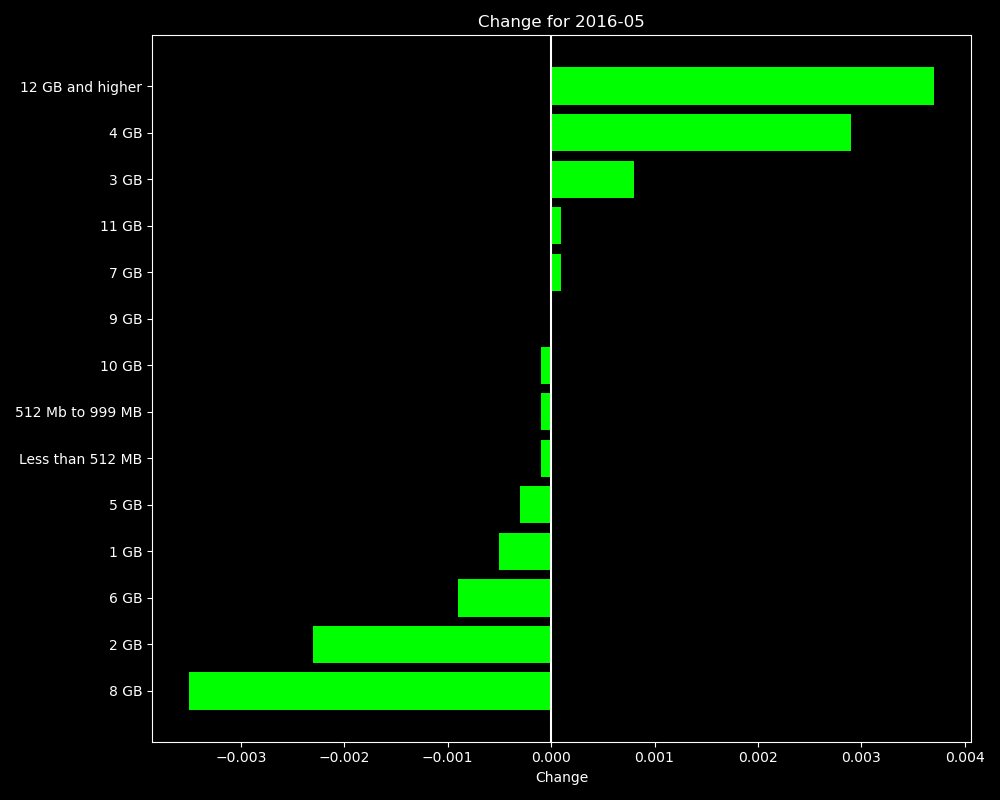 Change for 2016-05
12 GB and higher
4 GB
3 GB
11 GB
7 GB
9 GB
10 GB
512 Mb to 999 MB
Less than 512 MB
5 GB
1 GB
6 GB
2 GB
8 GB
−0.003 −0.002 −0.001 0.000 0.001 0.002 0.003 0.004
Change